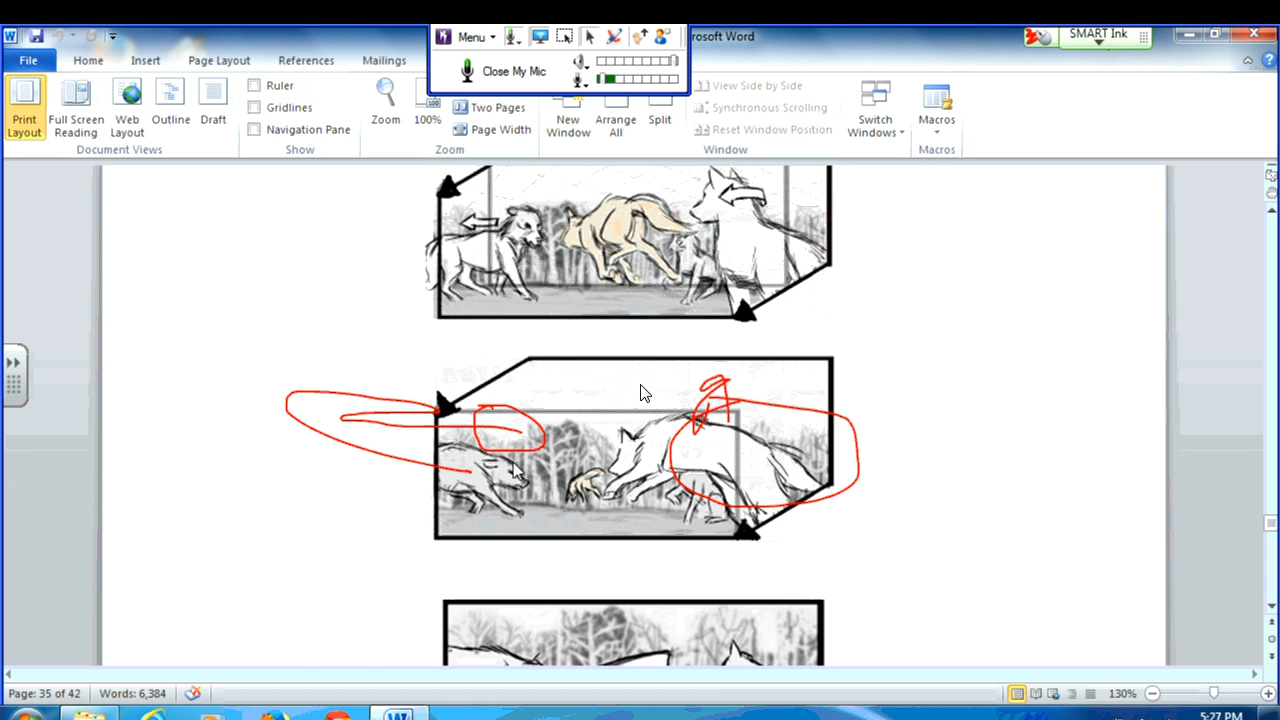 Menu
rosoft Word
SMART Ink
Close My Mic
File
Home
Insert
Page Layout
References
Mailings
Ruler
Gridlines
Navigation Pane
Print Layout
Full Screen Reading
Web Layout
Outline
Draft
Zoom
100%
Two Pages
Page Width
New Window
Arrange All
Split
View Side by Side
Synchronous Scrolling
Reset Window Position
Switch Windows
Macros
Document Views
Show
Zoom
Window
Macros
Page: 35 of 42
Words: 6,384
130%
5:27 PM